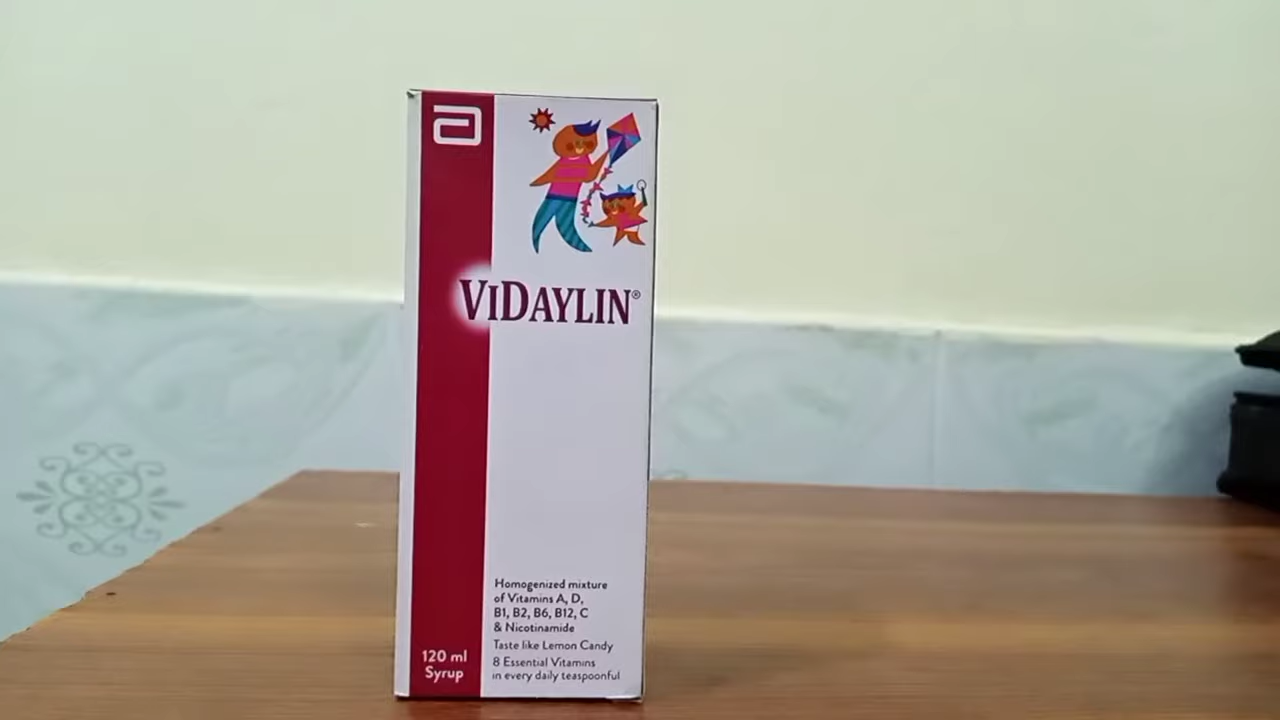 ViDAYLIN®
Homogenized mixture
of Vitamins A, D,
B1, B2, B6, B12, C
& Nicotinamide
Taste like Lemon Candy
8 Essential Vitamins
in every daily teaspoonful
120 ml
Syrup